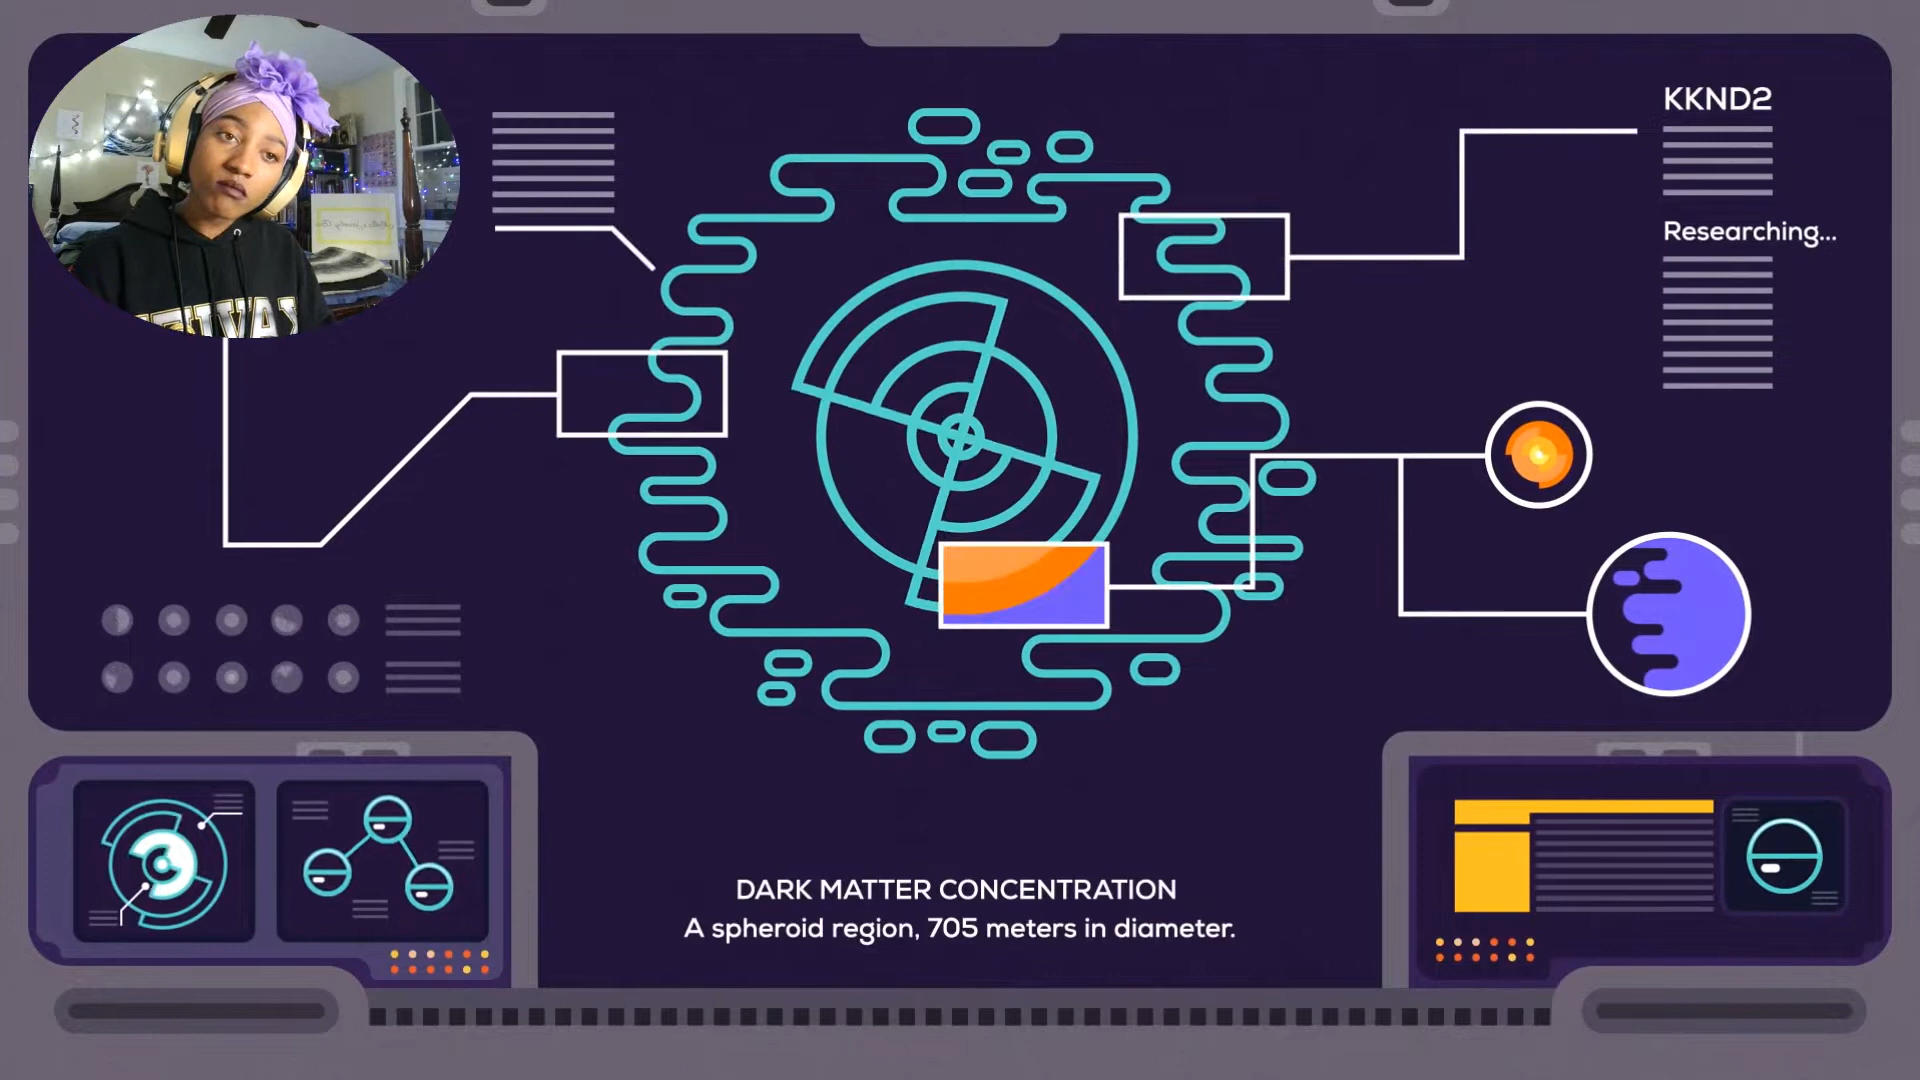 KKND2
Researching...
DARK MATTER CONCENTRATION
A spheroid region, 705 meters in diameter.